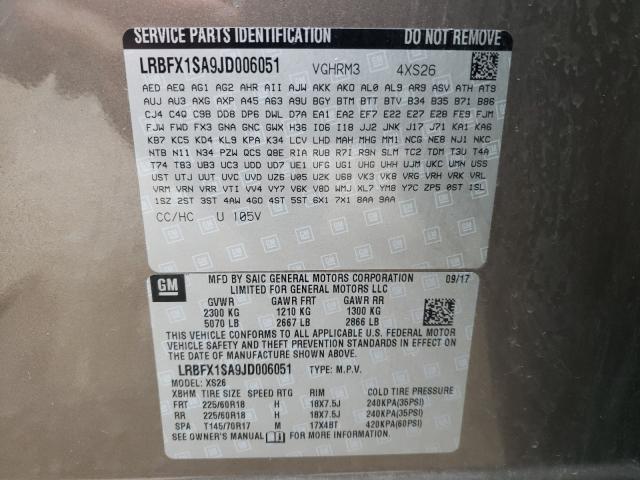 SERVICE PARTS IDENTIFICATION DO NOT REMOVE
LRBFX1SA9JD006051 VGHRM3 4XS26
AED AEQ AG1 AG2 AHR AII AJW AKK AKO AL0 AL9 AR9 ASV ATH AT9
AUJ AU3 AXG AXP A45 A63 A9U BGY BTM BTT BTV B34 B35 B71 B86
CJ4 C4Q C9B DD8 DP6 DWL D7A EA1 EA2 EF7 E22 E27 E28 FE9 FJM
FJW FWD FX3 GNA GNC GWX H36 IO6 I18 JJ2 JNK J17 J71 KA1 KA6
KB7 KC5 KD4 KL9 KPA K34 LCV LHD MAH MHG MM1 NCG NE8 NJ1 NKC
NTB N11 N34 PZW QCS Q8E RIA RUB R7I R9N SLM TC2 TDM T3U T4A
T74 T83 UB3 UC3 UDD UD7 UE1 UFG UG1 UHG UHH UJM UKC UMN USS
UST UTJ UUT UVC UVD UZ6 U05 U2K U68 VK3 VK8 VRG VRH VRK VRL
VRM VRN VRR VTI VV4 VY7 V6K V8D WMJ XL7 YM8 Y7C ZP5 0ST 1SL
1SZ 2ST 3ST 4AW 4GO 4ST 5ST 6X1 7X1 8AA 9AA
CC/HC U 105V
GM
MFD BY SAIC GENERAL MOTORS CORPORATION 09/17
LIMITED FOR GENERAL MOTORS LLC
GVWR GAWR FRT GAWR RR
2300 KG 1210 KG 1300 KG
5070 LB 2667 LB 2866 LB
THIS VEHICLE CONFORMS TO ALL APPLICABLE U.S. FEDERAL MOTOR
VEHICLE SAFETY AND THEFT PREVENTION STANDARDS IN EFFECT ON
THE DATE OF MANUFACTURE SHOWN ABOVE.
LRBFX1SA9JD006051 TYPE: M.P.V.
MODEL: XS26
XBHM TIRE SIZE SPEED RTG RIM COLD TIRE PRESSURE
FRT 225/60R18 H 18X7.5J 240KPA(35PSI)
RR 225/60R18 H 18X7.5J 240KPA(35PSI)
SPA T145/70R17 M 17X4BT 420KPA(60PSI)
SEE OWNER'S MANUAL FOR ADDITIONAL INFORMATION.